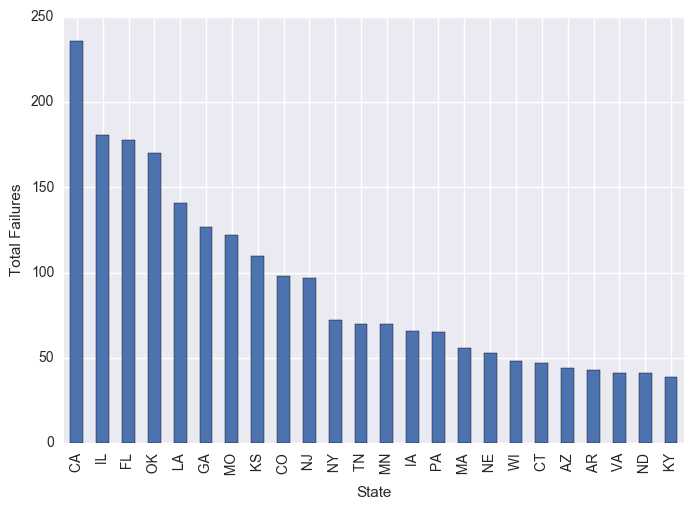 250
200
150
100
50
0
Total Failures
CA IL FL OK LA GA MO KS CO NJ NY TN MN IA PA MA NE WI CT AZ AR VA ND KY
State